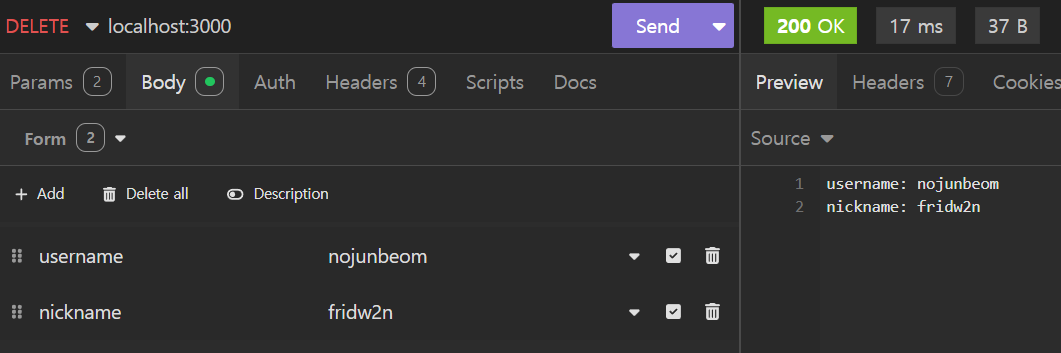 DELETE localhost:3000 Send 200 OK 17 ms 37 B
Params 2 Body Auth Headers 4 Scripts Docs Preview Headers 7 Cookies
Form 2 Source
Add Delete all Description
1 username: nojunbeom
2 nickname: fridw2n
username nojunbeom
nickname fridw2n